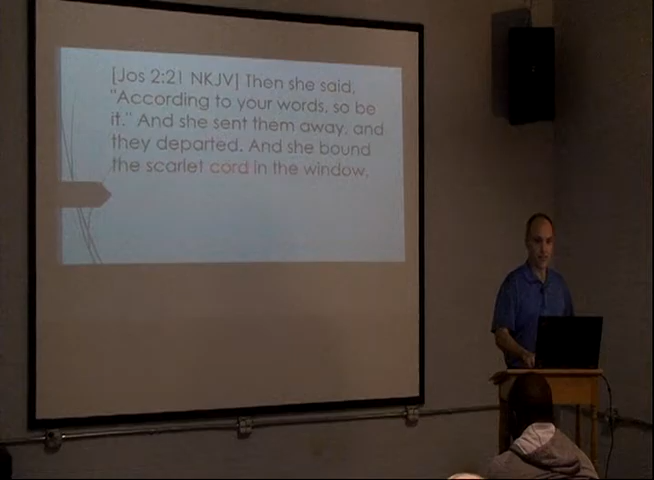 [Jos 2:21 NKJV] Then she said,
"According to your words, so be
it." And she sent them away, and
they departed. And she bound
the scarlet cord in the window.